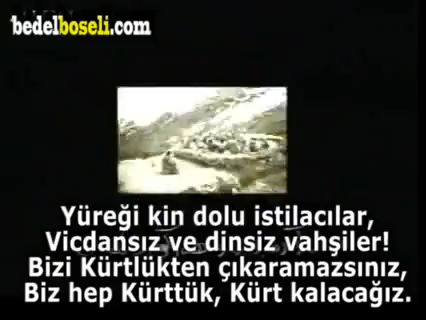 bedelboseli.com
Yüreği kin dolu istilacılar,
Vicdansız ve dinsiz vahşiler!
Bizi Kürtlükten çıkaramazsınız,
Biz hep Kürttük, Kürt kalacağız.